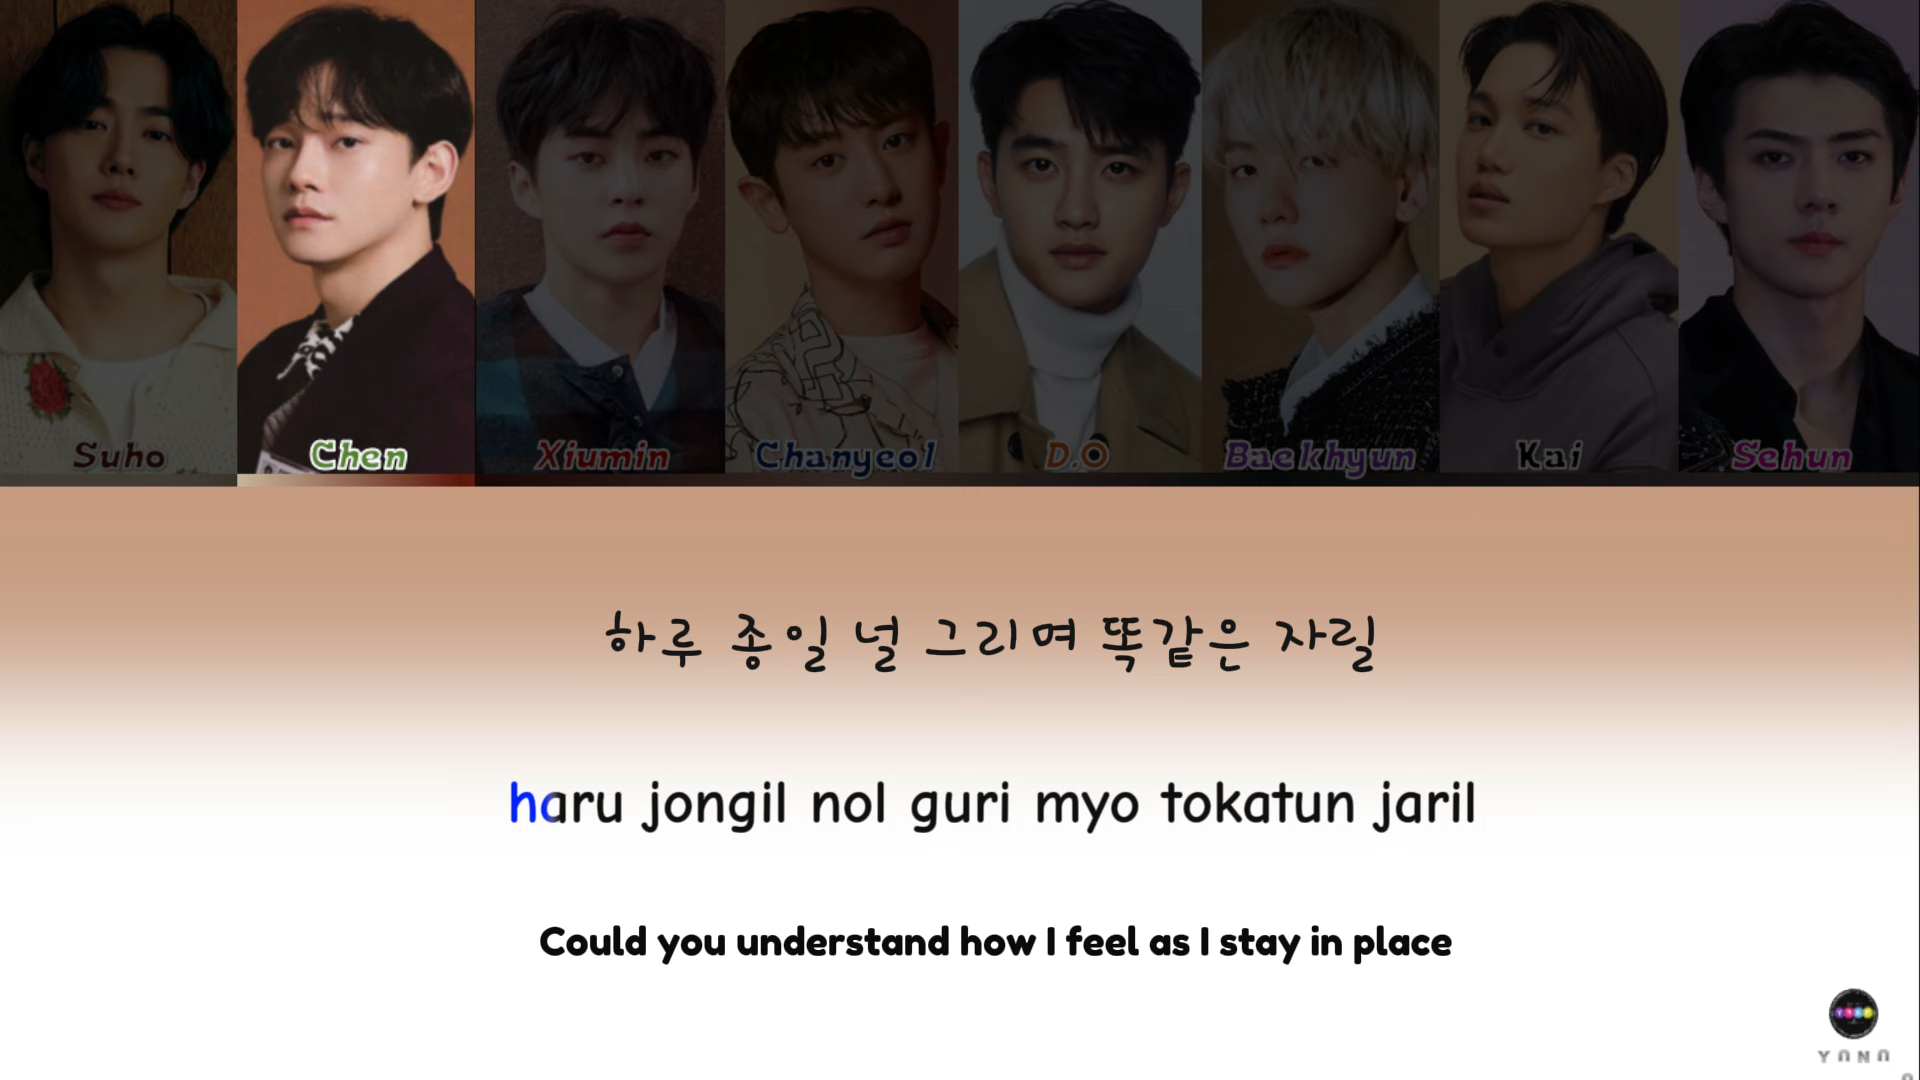 Suho Chen Xiumin Chanyeol D.O Baekhyun Kai Sehun
하루 종일 널 그리며 똑같은 자릴
haru jongil nol guri myo tokatun jaril
Could you understand how I feel as I stay in place